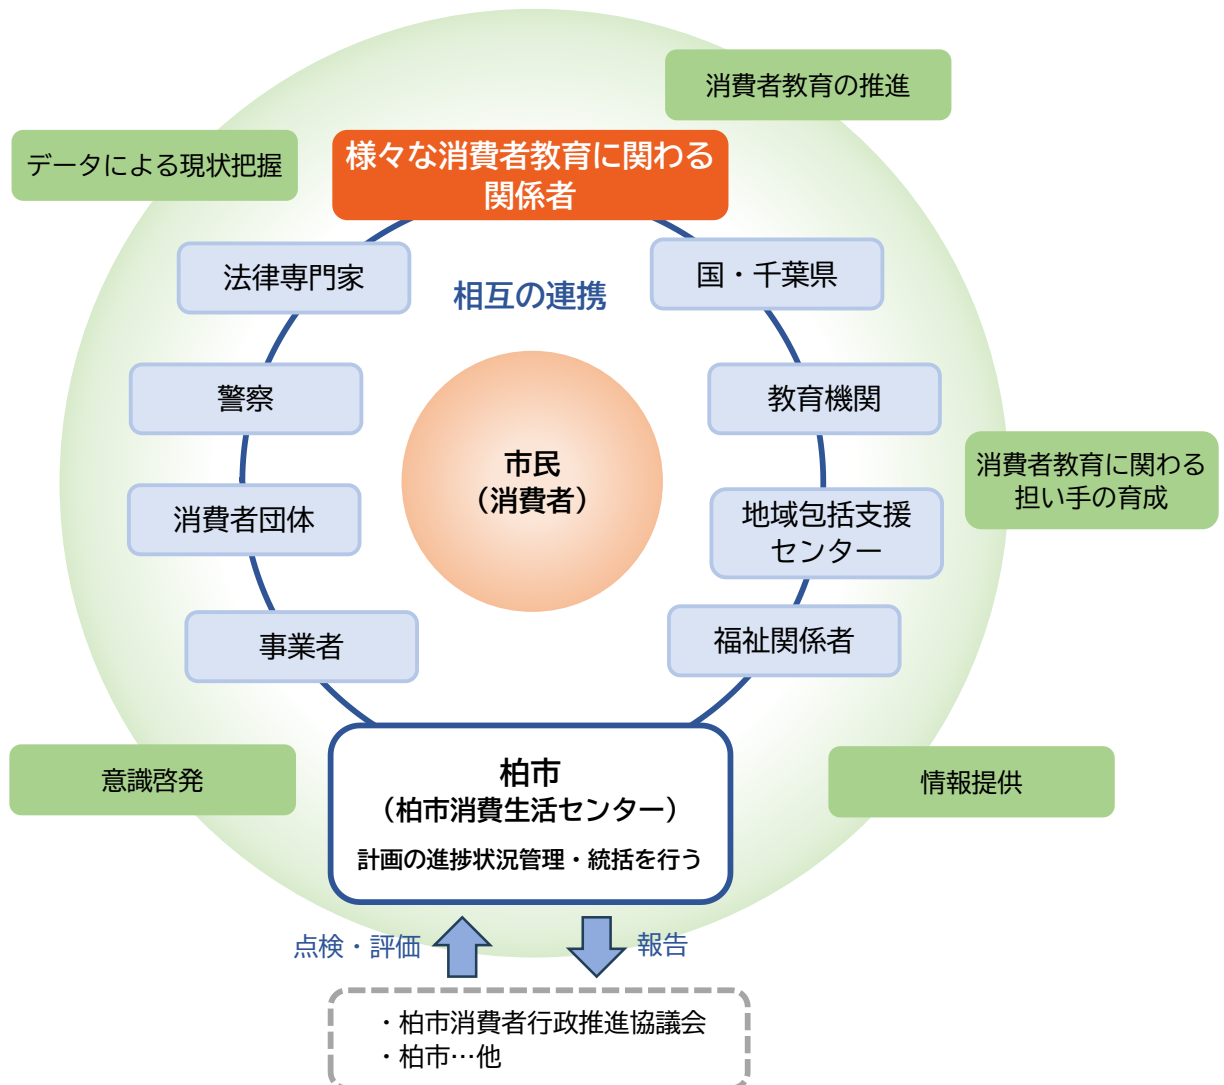 消費者教育の推進
データによる現状把握
様々な消費者教育に関わる
関係者
法律専門家
相互の連携
国・千葉県
警察
教育機関
市民
（消費者）
消費者教育に関わる
担い手の育成
消費者団体
地域包括支援
センター
事業者
福祉関係者
意識啓発
柏市
（柏市消費生活センター）
計画の進捗状況管理・統括を行う
情報提供
点検・評価
報告
・柏市消費者行政推進協議会
・柏市…他